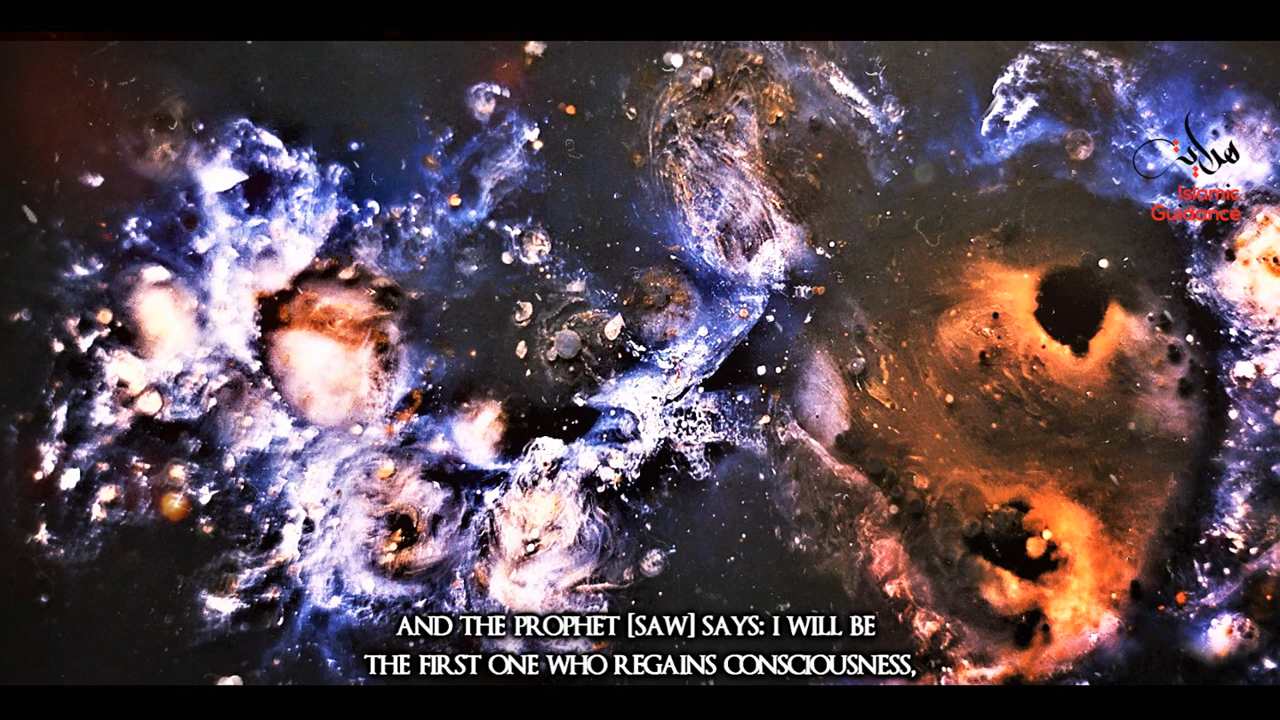 هداية
Islamic
Guidance
AND THE PROPHET [SAW] SAYS: I WILL BE
THE FIRST ONE WHO REGAINS CONSCIOUSNESS,